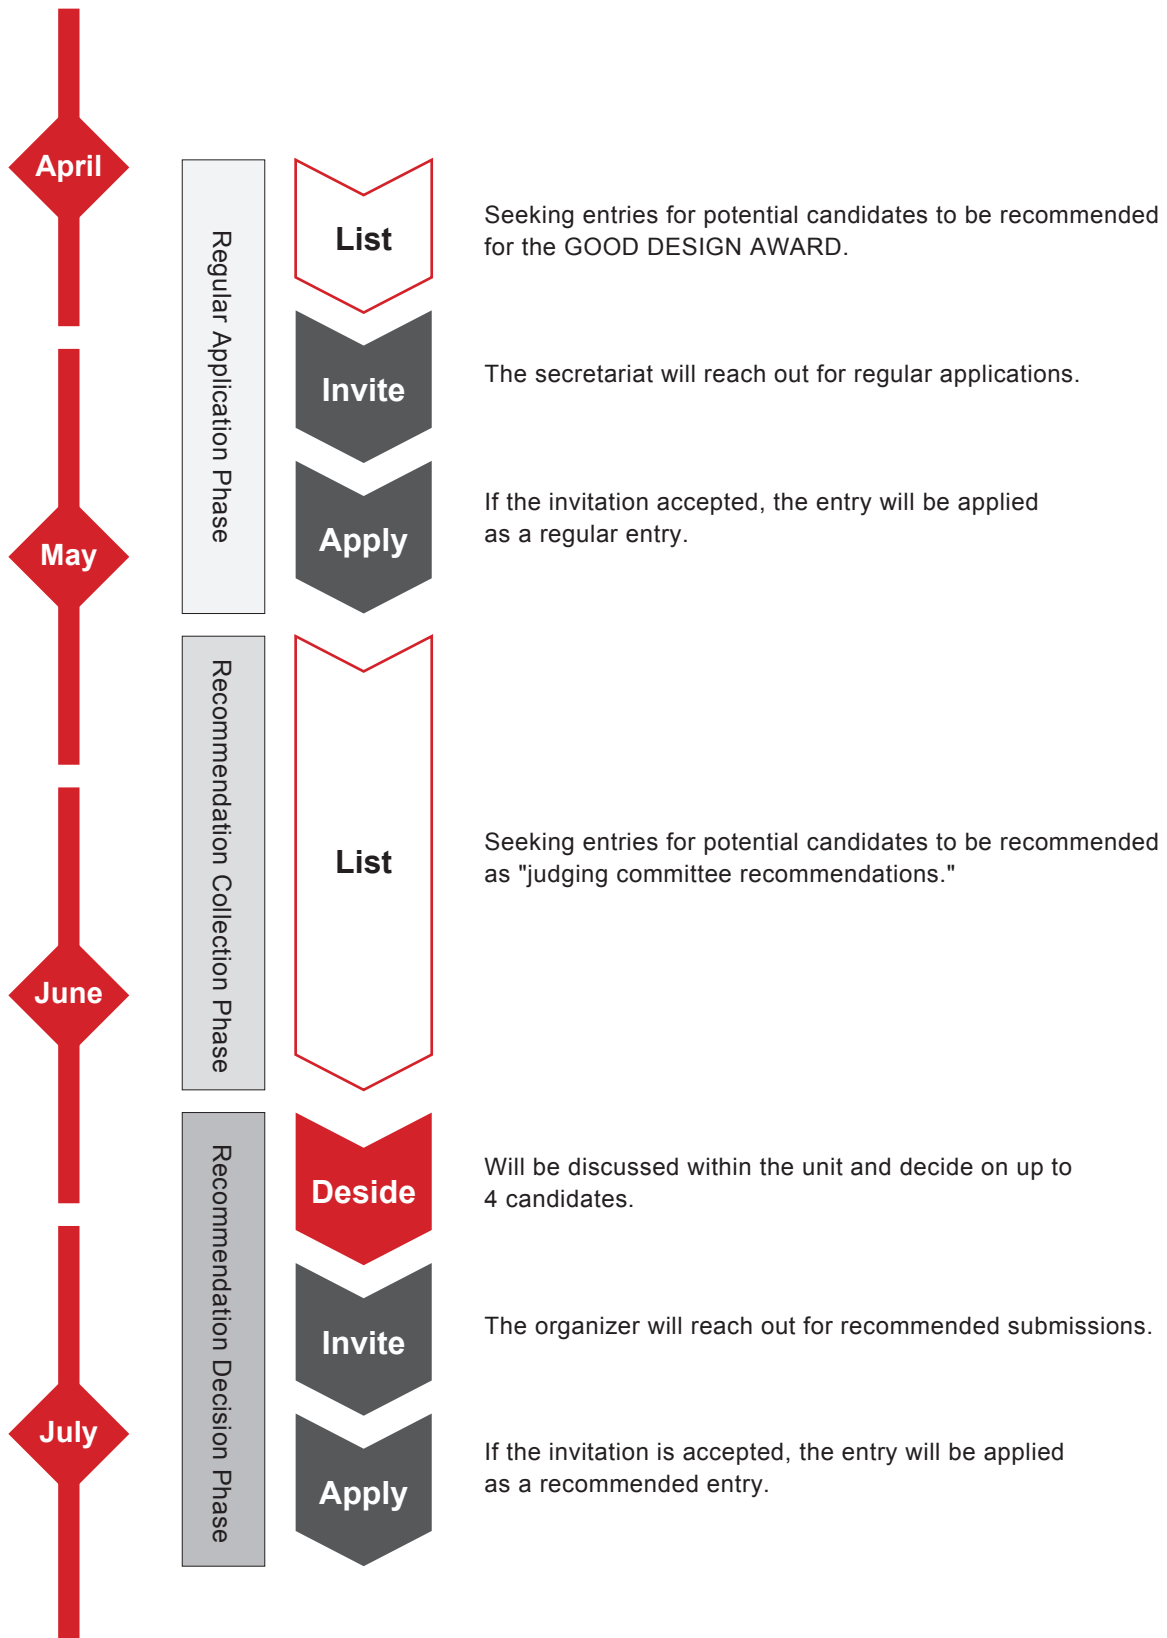 April
Regular Application Phase
List
Seeking entries for potential candidates to be recommended
for the GOOD DESIGN AWARD.
Invite
The secretariat will reach out for regular applications.
Apply
If the invitation accepted, the entry will be applied
as a regular entry.
May
Recommendation Collection Phase
List
Seeking entries for potential candidates to be recommended
as "judging committee recommendations."
June
Recommendation Decision Phase
Deside
Will be discussed within the unit and decide on up to
4 candidates.
Invite
The organizer will reach out for recommended submissions.
July
Apply
If the invitation is accepted, the entry will be applied
as a recommended entry.